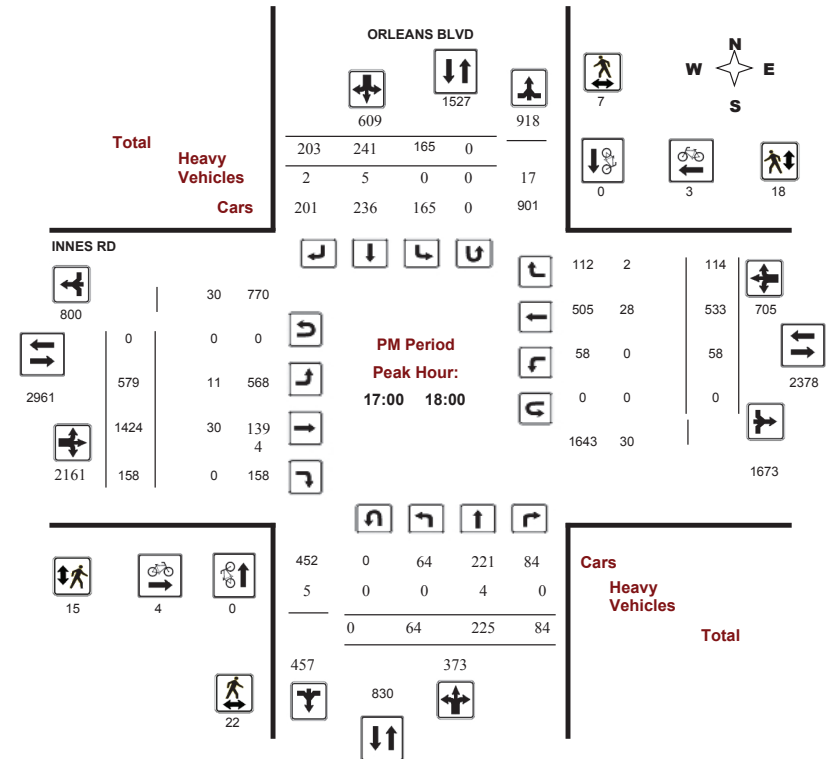 ORLEANS BLVD
N
W E
S
1527
7
609 918
Total 203 241 165 0
Heavy
Vehicles 2 5 0 0 17
Cars 201 236 165 0 901
0 3 18
INNES RD
800
30 770
112 2 114
705
0 0 0
505 28 533
PM Period
Peak Hour:
17:00 18:00
2961
579 11 568
58 0 58
2378
1424 30 139
4
0 0 0
2161 158 0 158
1643 30
1673
452 0 64 221 84 Cars
5 0 0 4 0 Heavy
Vehicles
0 64 225 84 Total
15 4 0
457 373
830
22